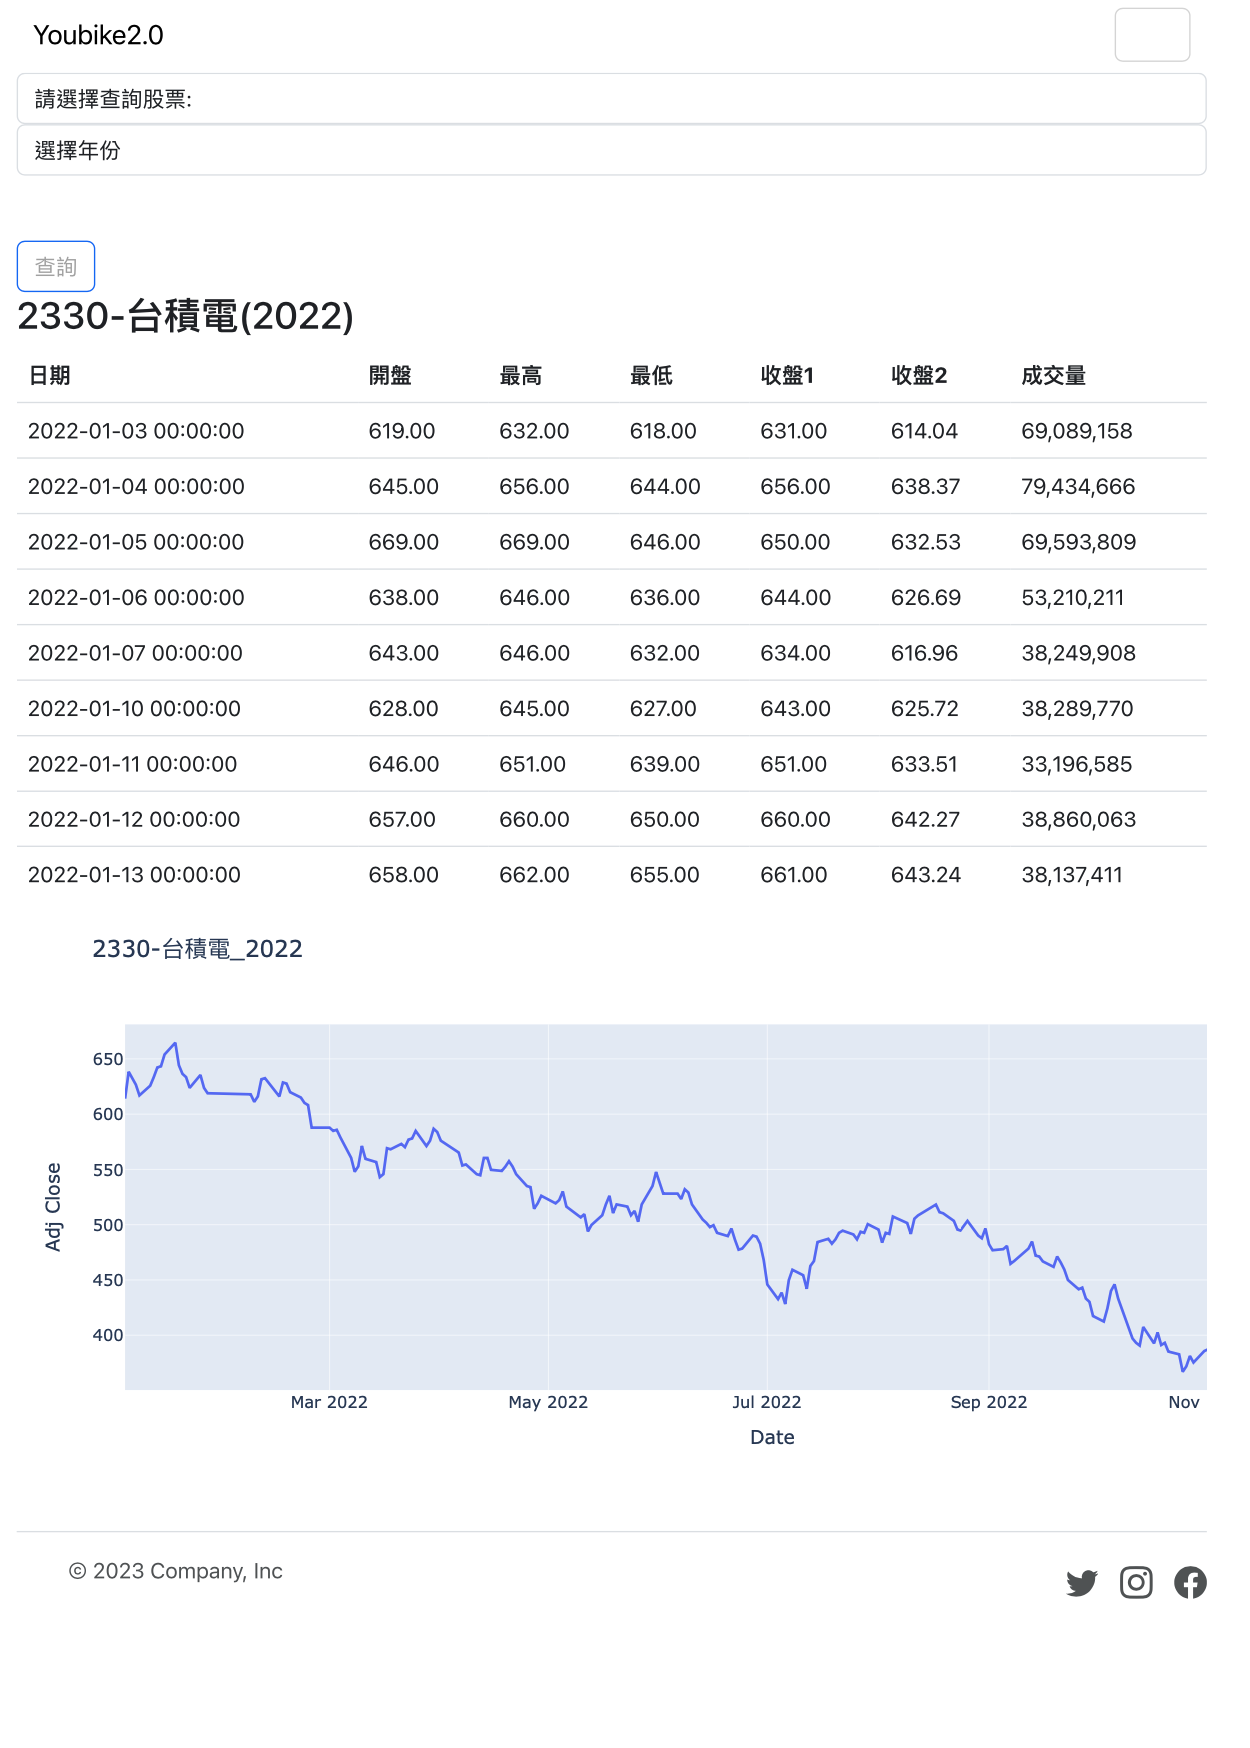 Youbike2.0
請選擇查詢股票:
選擇年份
查詢
2330-台積電(2022)
日期 開盤 最高 最低 收盤1 收盤2 成交量
2022-01-03 00:00:00 619.00 632.00 618.00 631.00 614.04 69,089,158
2022-01-04 00:00:00 645.00 656.00 644.00 656.00 638.37 79,434,666
2022-01-05 00:00:00 669.00 669.00 646.00 650.00 632.53 69,593,809
2022-01-06 00:00:00 638.00 646.00 636.00 644.00 626.69 53,210,211
2022-01-07 00:00:00 643.00 646.00 632.00 634.00 616.96 38,249,908
2022-01-10 00:00:00 628.00 645.00 627.00 643.00 625.72 38,289,770
2022-01-11 00:00:00 646.00 651.00 639.00 651.00 633.51 33,196,585
2022-01-12 00:00:00 657.00 660.00 650.00 660.00 642.27 38,860,063
2022-01-13 00:00:00 658.00 662.00 655.00 661.00 643.24 38,137,411
2330-台積電_2022
650
600
550
500
450
400
Adj Close
Mar 2022 May 2022 Jul 2022 Sep 2022 Nov
Date
© 2023 Company, Inc